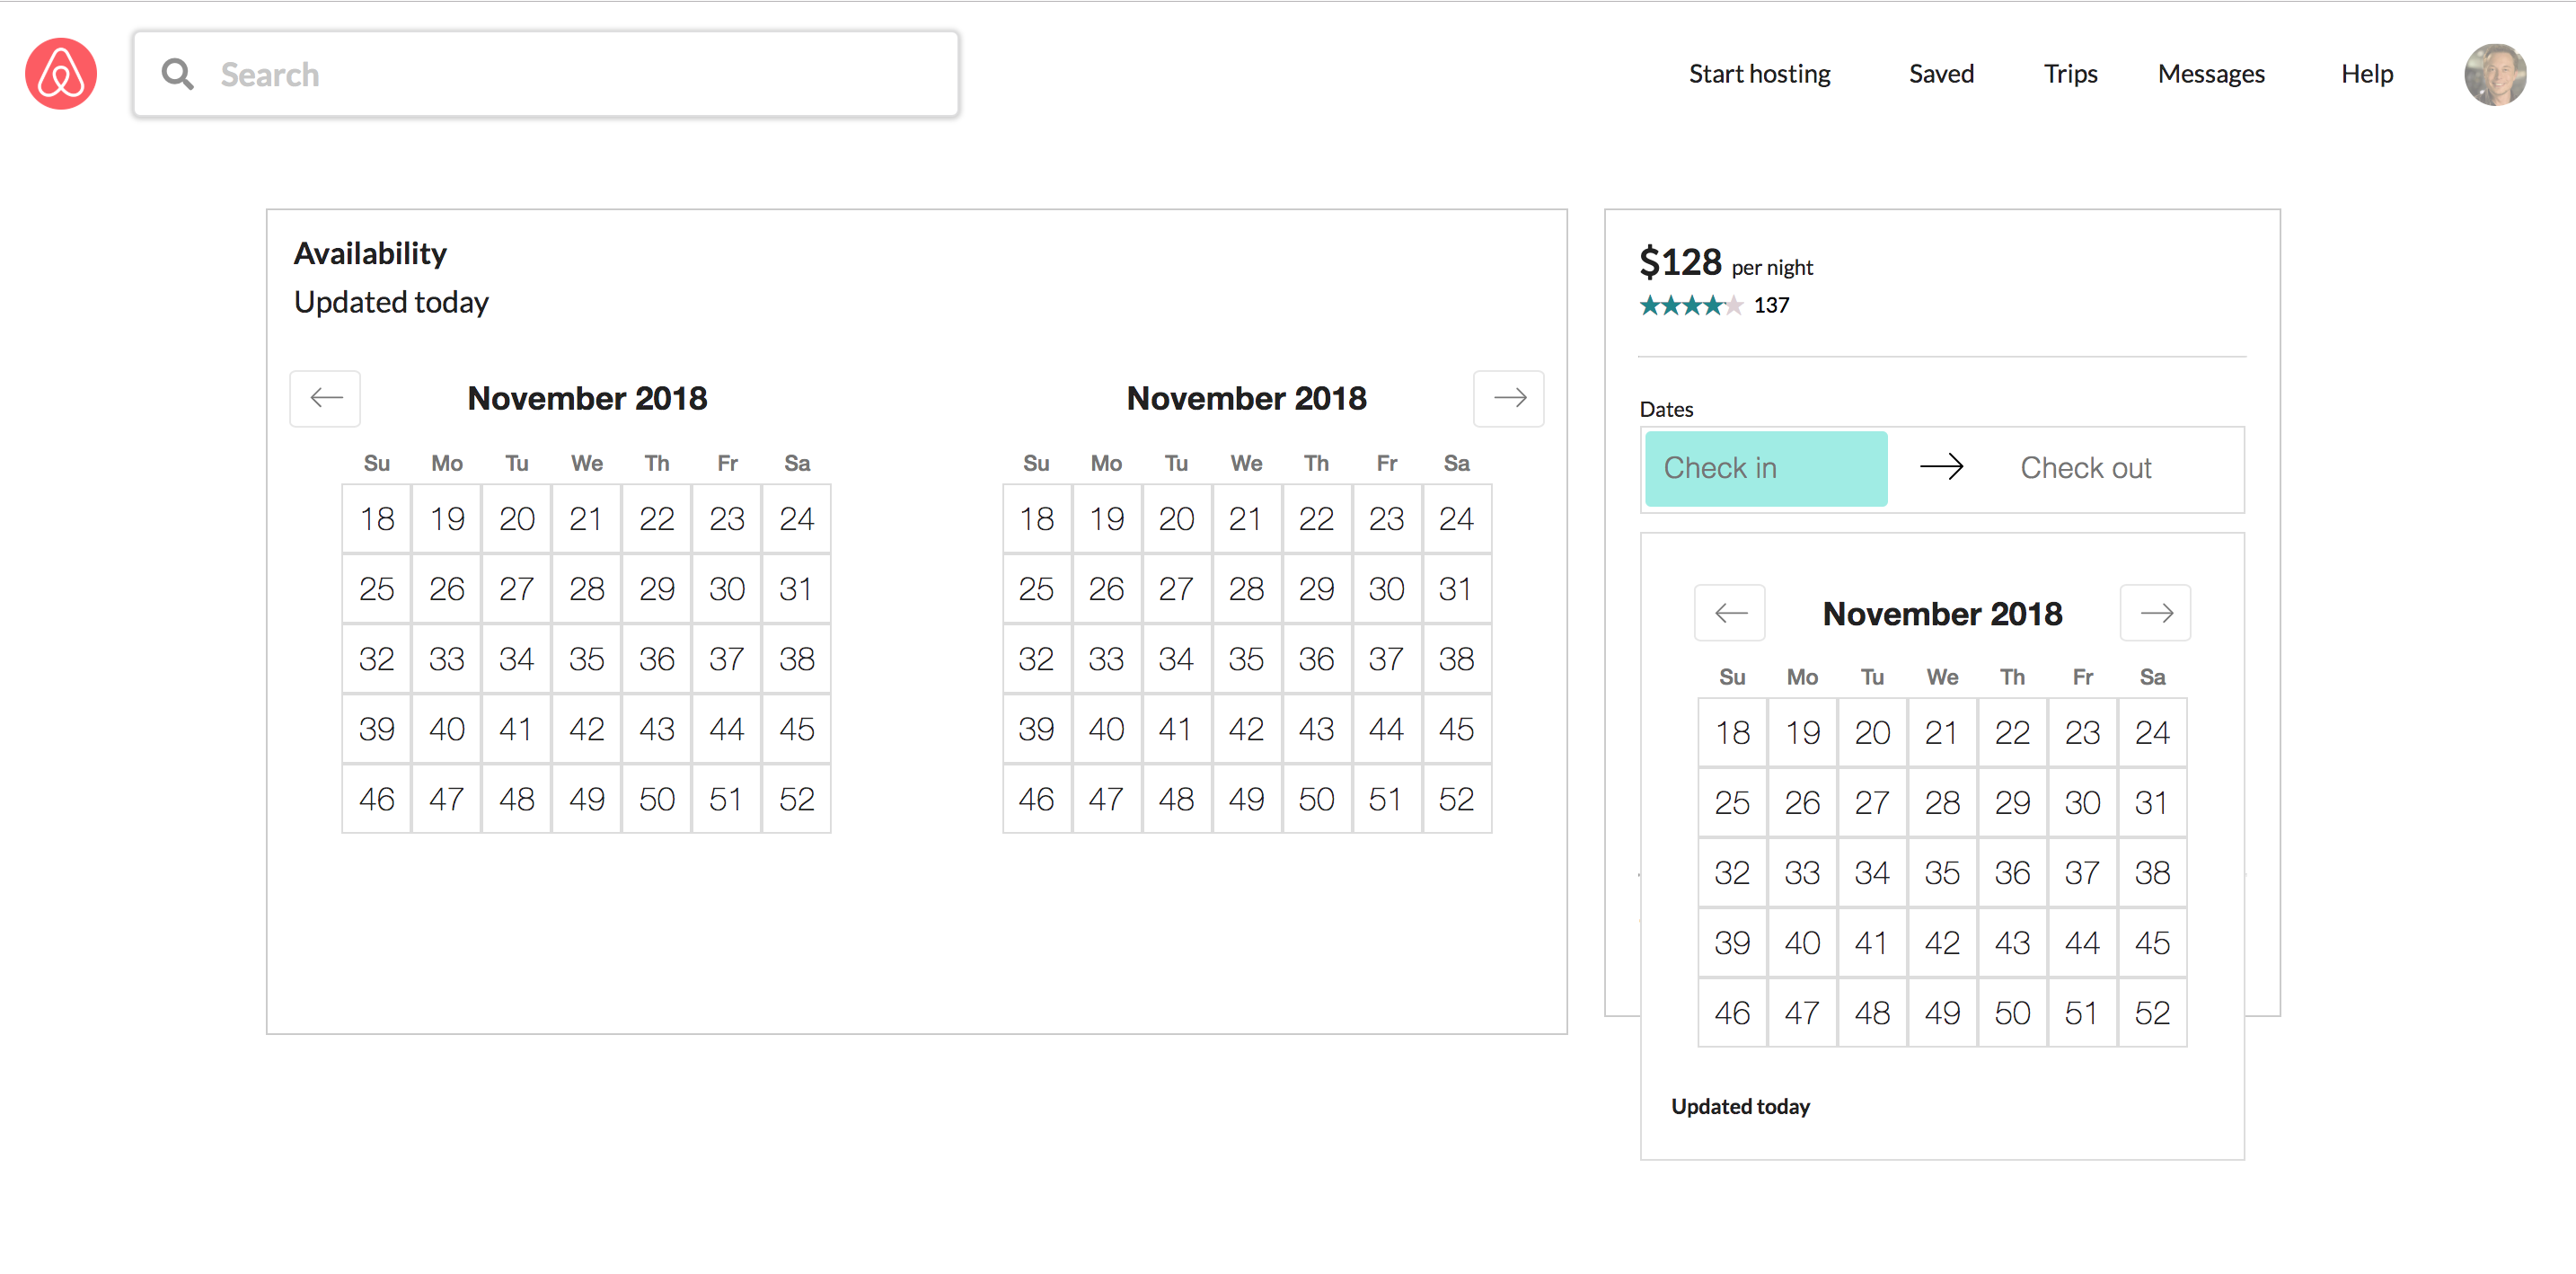 Search
Start hosting Saved Trips Messages Help
Availability
Updated today
November 2018
Su Mo Tu We Th Fr Sa
18 19 20 21 22 23 24
25 26 27 28 29 30 31
32 33 34 35 36 37 38
39 40 41 42 43 44 45
46 47 48 49 50 51 52
November 2018
Su Mo Tu We Th Fr Sa
18 19 20 21 22 23 24
25 26 27 28 29 30 31
32 33 34 35 36 37 38
39 40 41 42 43 44 45
46 47 48 49 50 51 52
$128 per night
137
Dates
Check in Check out
November 2018
Su Mo Tu We Th Fr Sa
18 19 20 21 22 23 24
25 26 27 28 29 30 31
32 33 34 35 36 37 38
39 40 41 42 43 44 45
46 47 48 49 50 51 52
Updated today